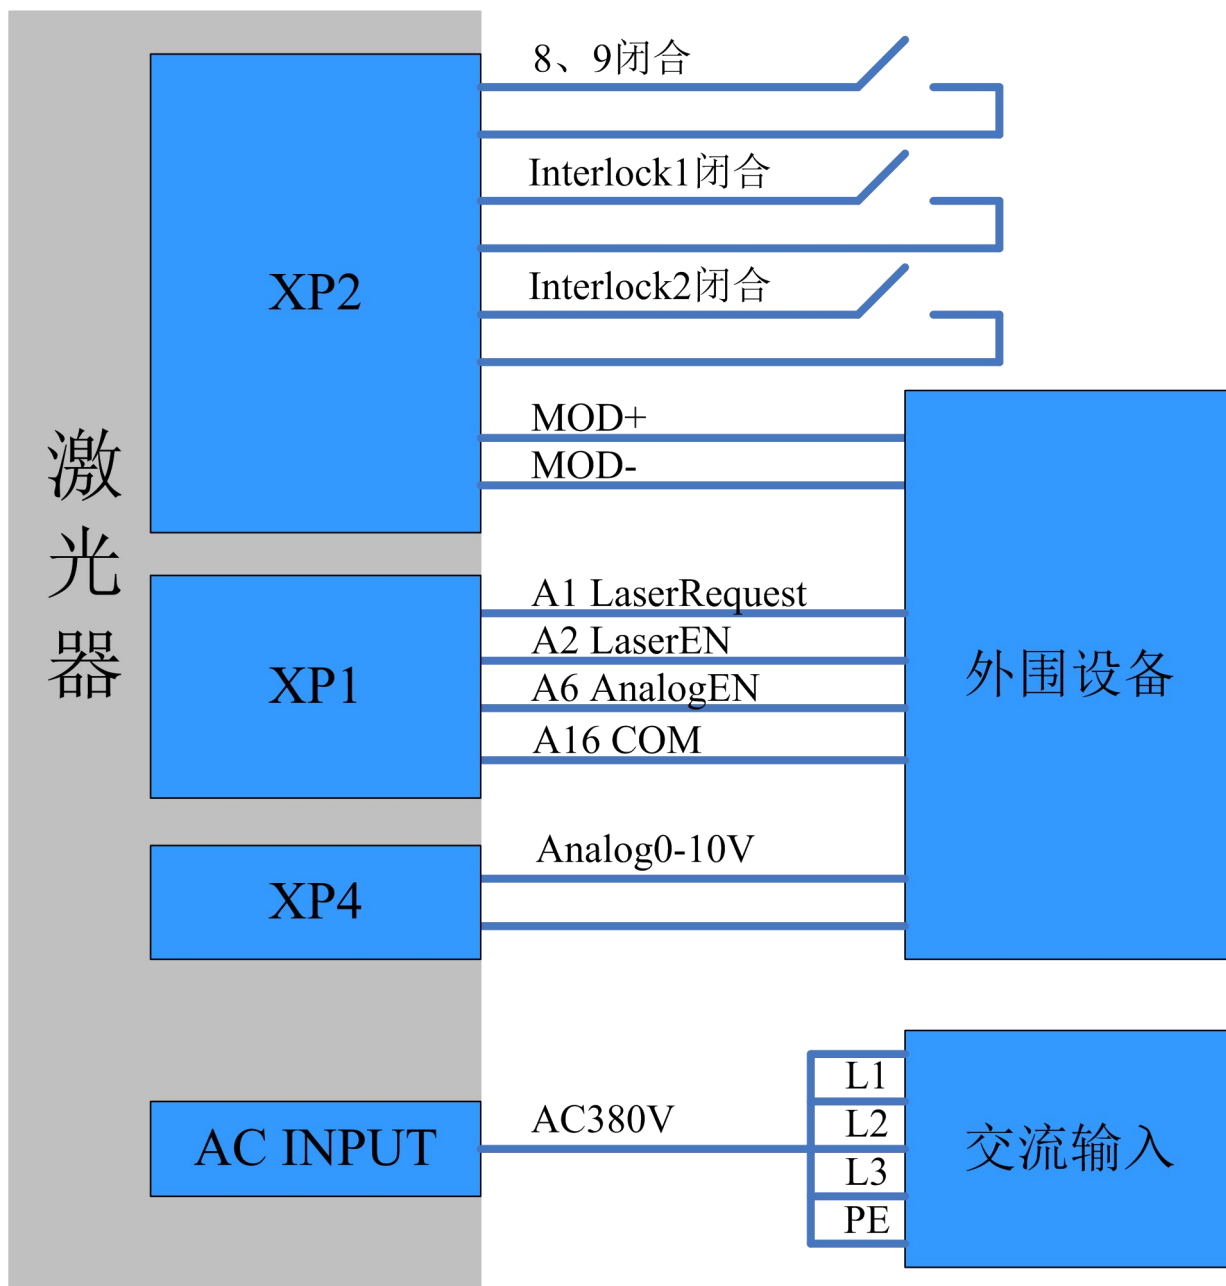 8、9闭合
Interlock1闭合
XP2
Interlock2闭合
MOD+
MOD-
激光器
A1 LaserRequest
A2 LaserEN
XP1
A6 AnalogEN
A16 COM
外围设备
Analog0-10V
XP4
L1
AC380V
L2
AC INPUT
交流输入
L3
PE